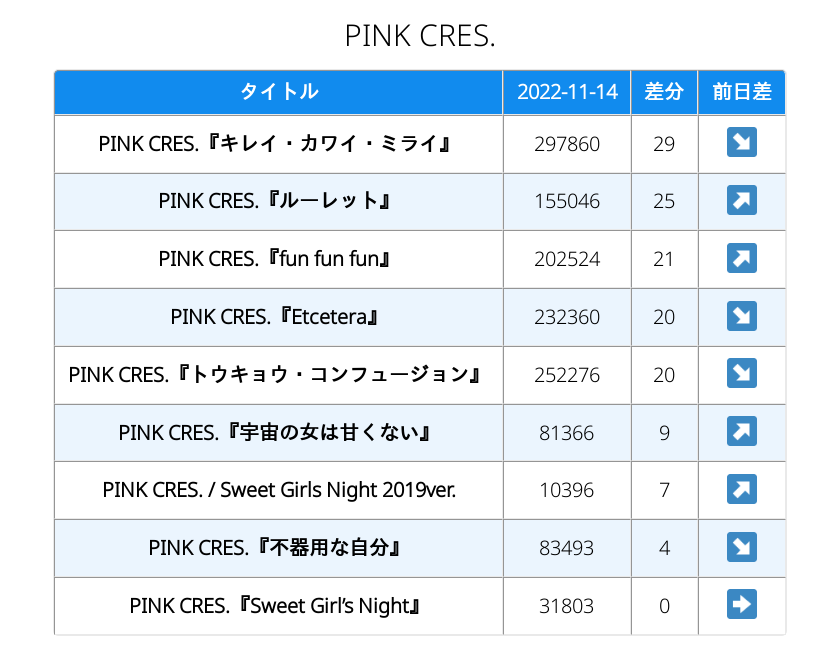 PINK CRES.
タイトル 2022-11-14 差分 前日差
PINK CRES.『キレイ・カワイ・ミライ』 297860 29
PINK CRES.『ルーレット』 155046 25
PINK CRES.『fun fun fun』 202524 21
PINK CRES.『Etcetera』 232360 20
PINK CRES.『トウキョウ・コンフュージョン』 252276 20
PINK CRES.『宇宙の女は甘くない』 81366 9
PINK CRES. / Sweet Girls Night 2019ver. 10396 7
PINK CRES.『不器用な自分』 83493 4
PINK CRES.『Sweet Girl’s Night』 31803 0